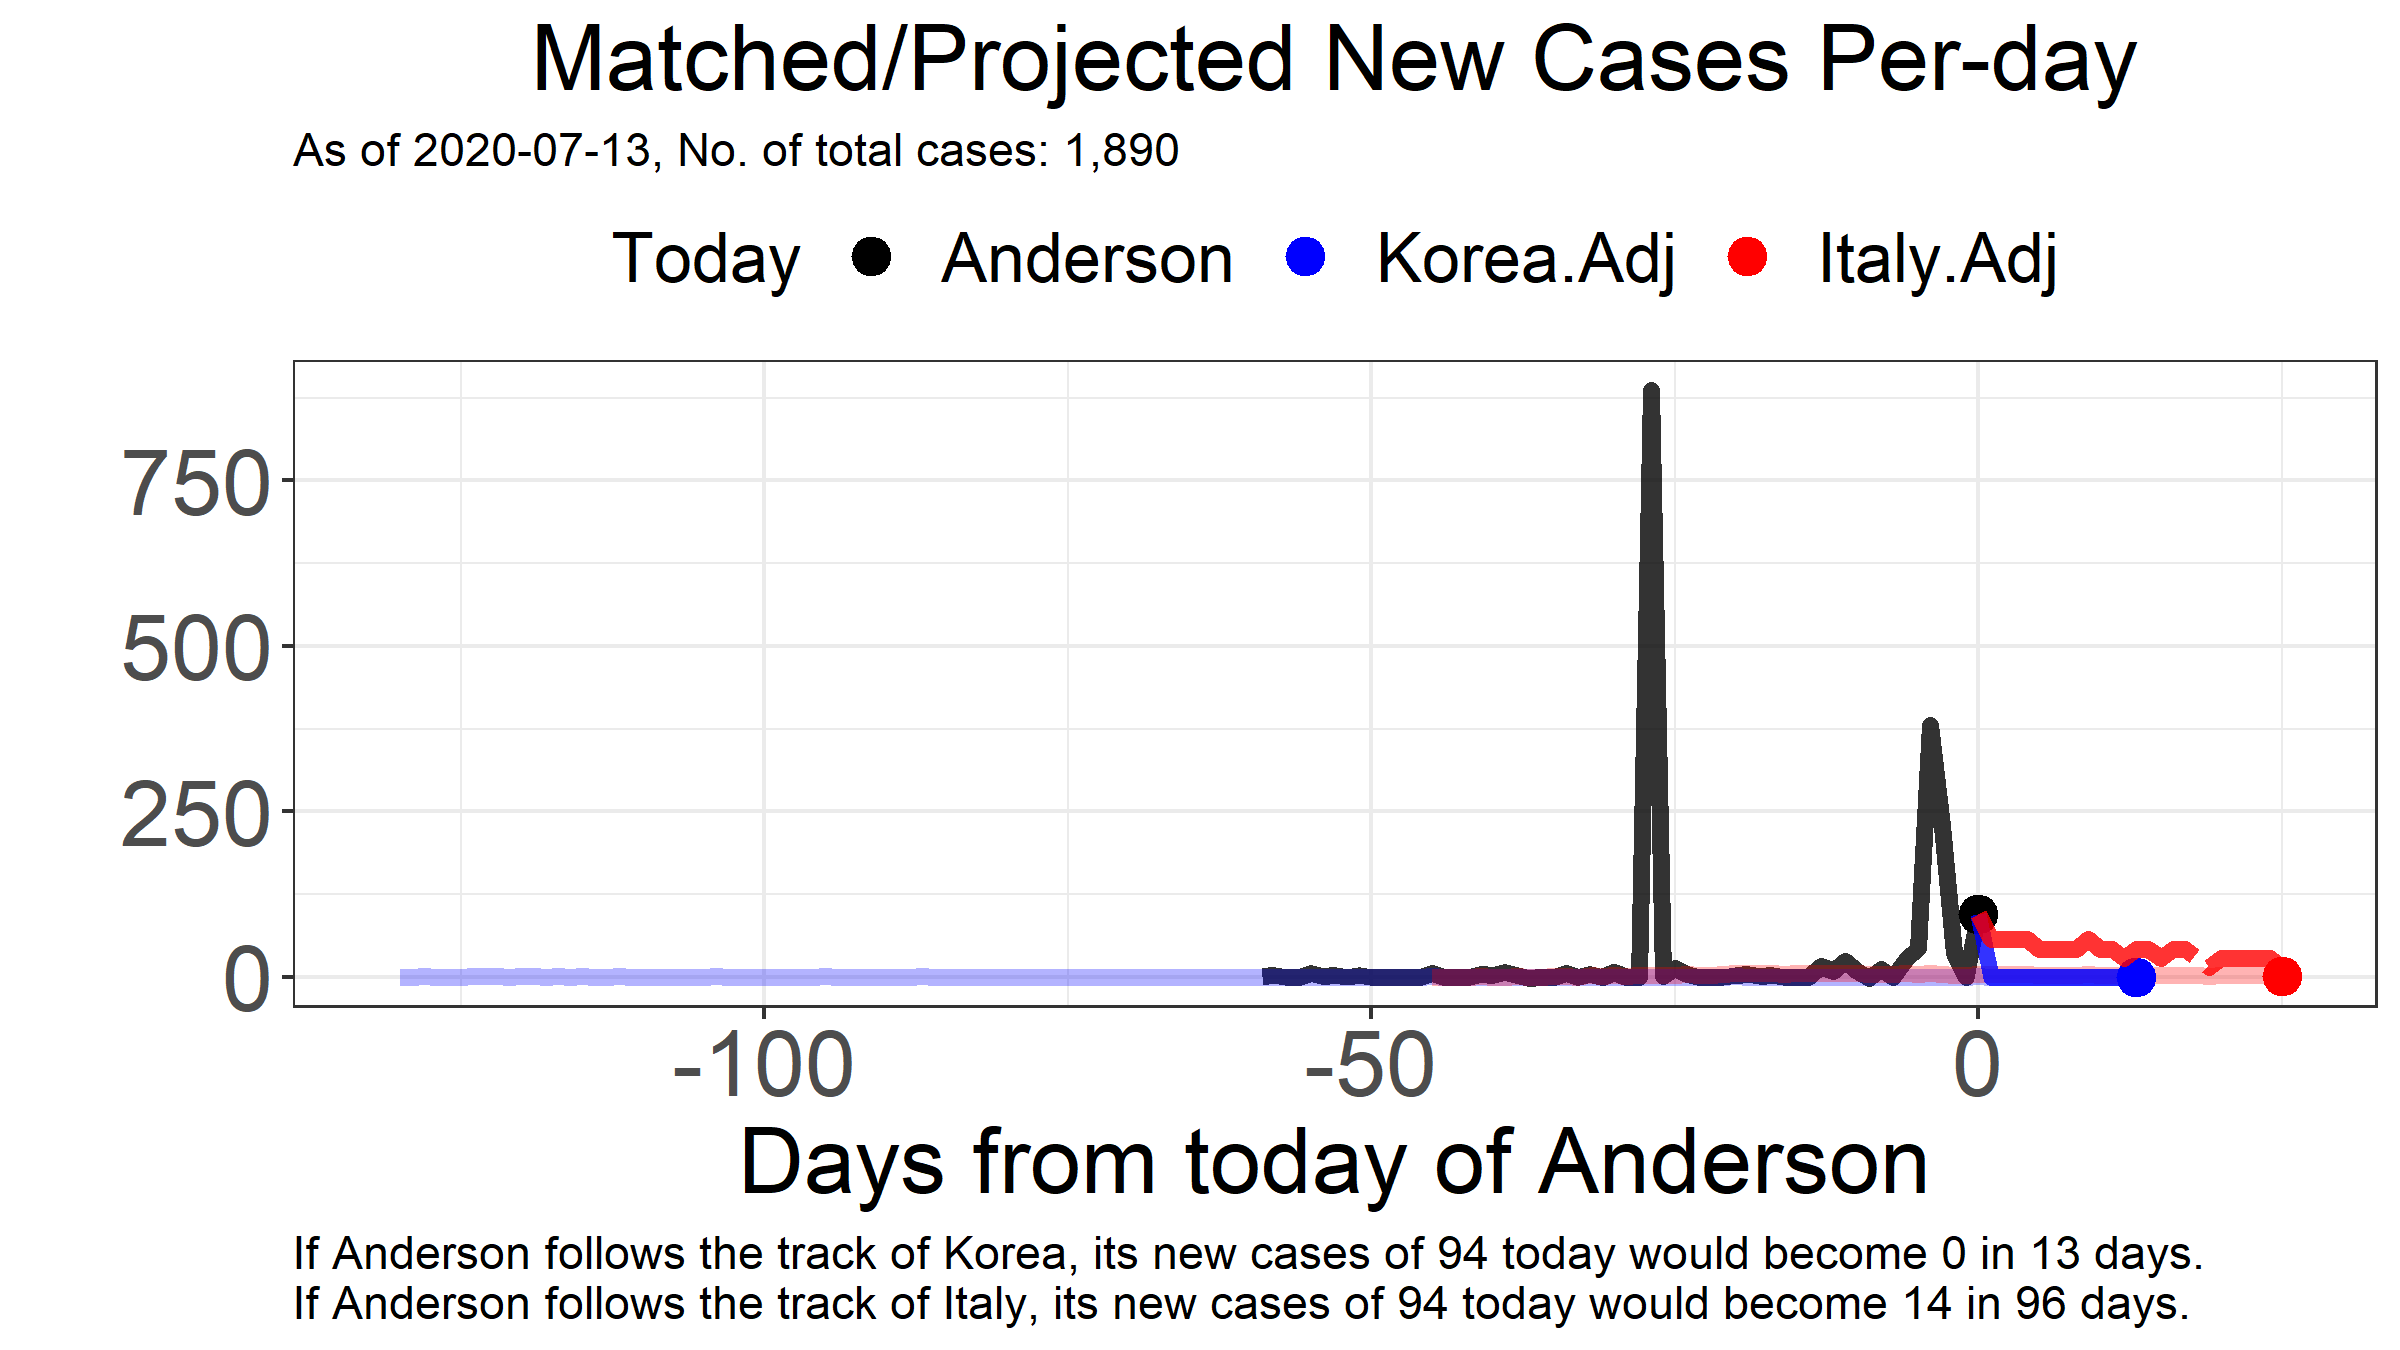 Matched/Projected New Cases Per-day
As of 2020-07-13, No. of total cases: 1,890
Today Anderson Korea.Adj Italy.Adj
750
500
250
0
-100 -50 0
Days from today of Anderson
If Anderson follows the track of Korea, its new cases of 94 today would become 0 in 13 days.
If Anderson follows the track of Italy, its new cases of 94 today would become 14 in 96 days.